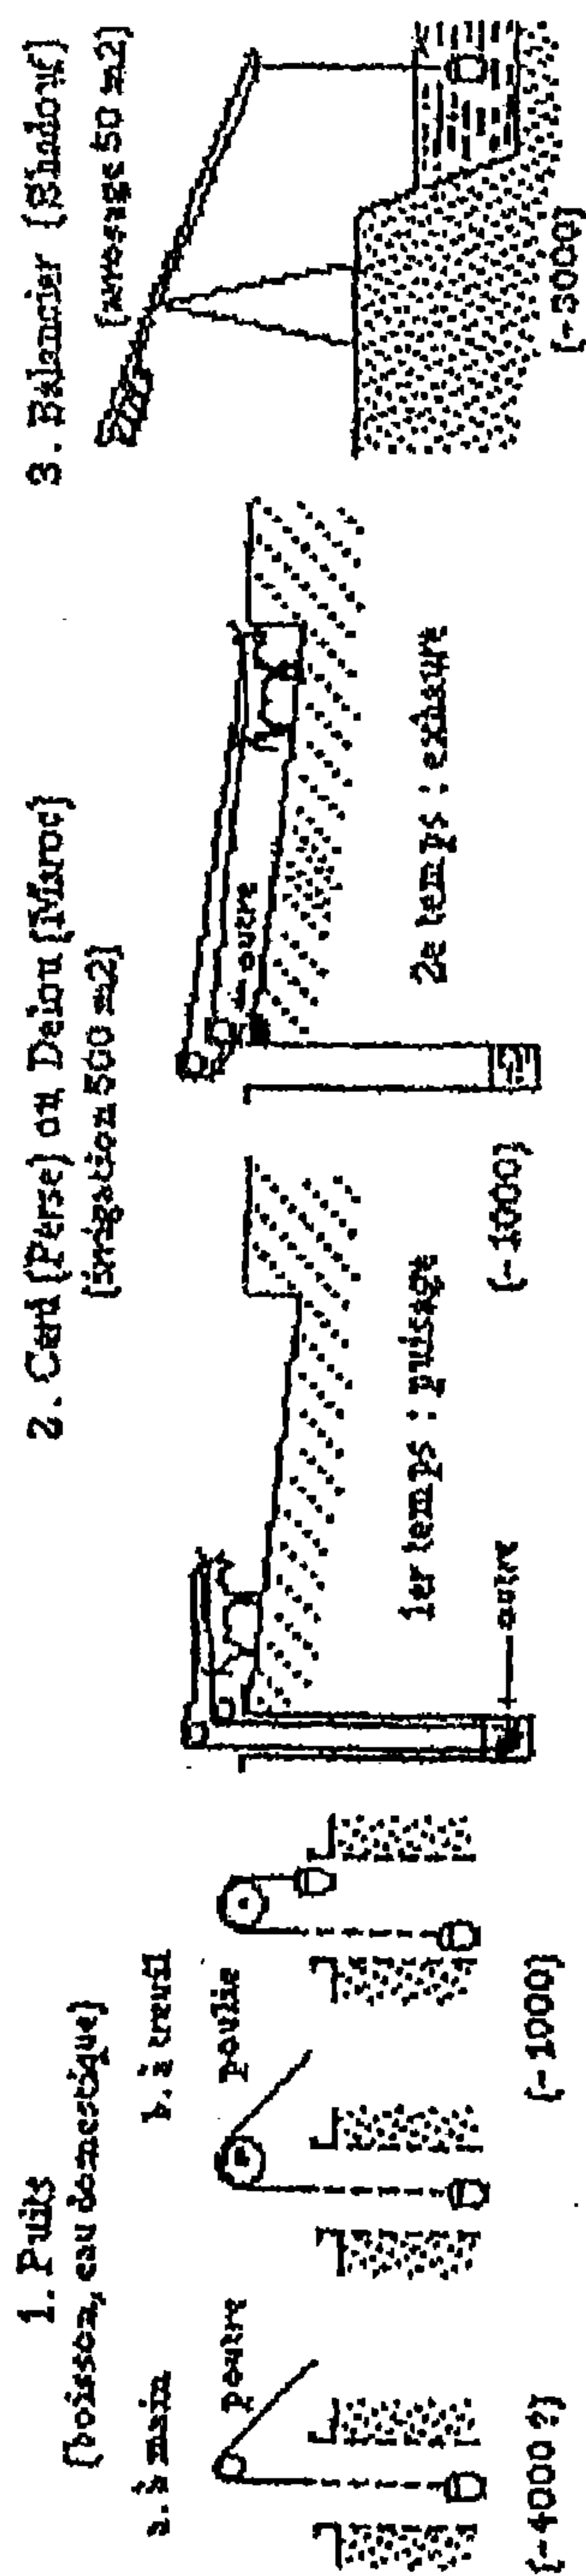 1. Puits
(boisson, eau domestique)
a. à main
b. à treuil
poutre
poulie
(-4000 ?)
(-1000)
2. Cerd (Perse) ou Delou (Maroc)
(irrigation 500 m2)
1er temps : puisage
outre
(-1000)
outre
2e temps : exhaure
3. Balancier (Shadouf)
(arrosage 50 m2)
(-3000)